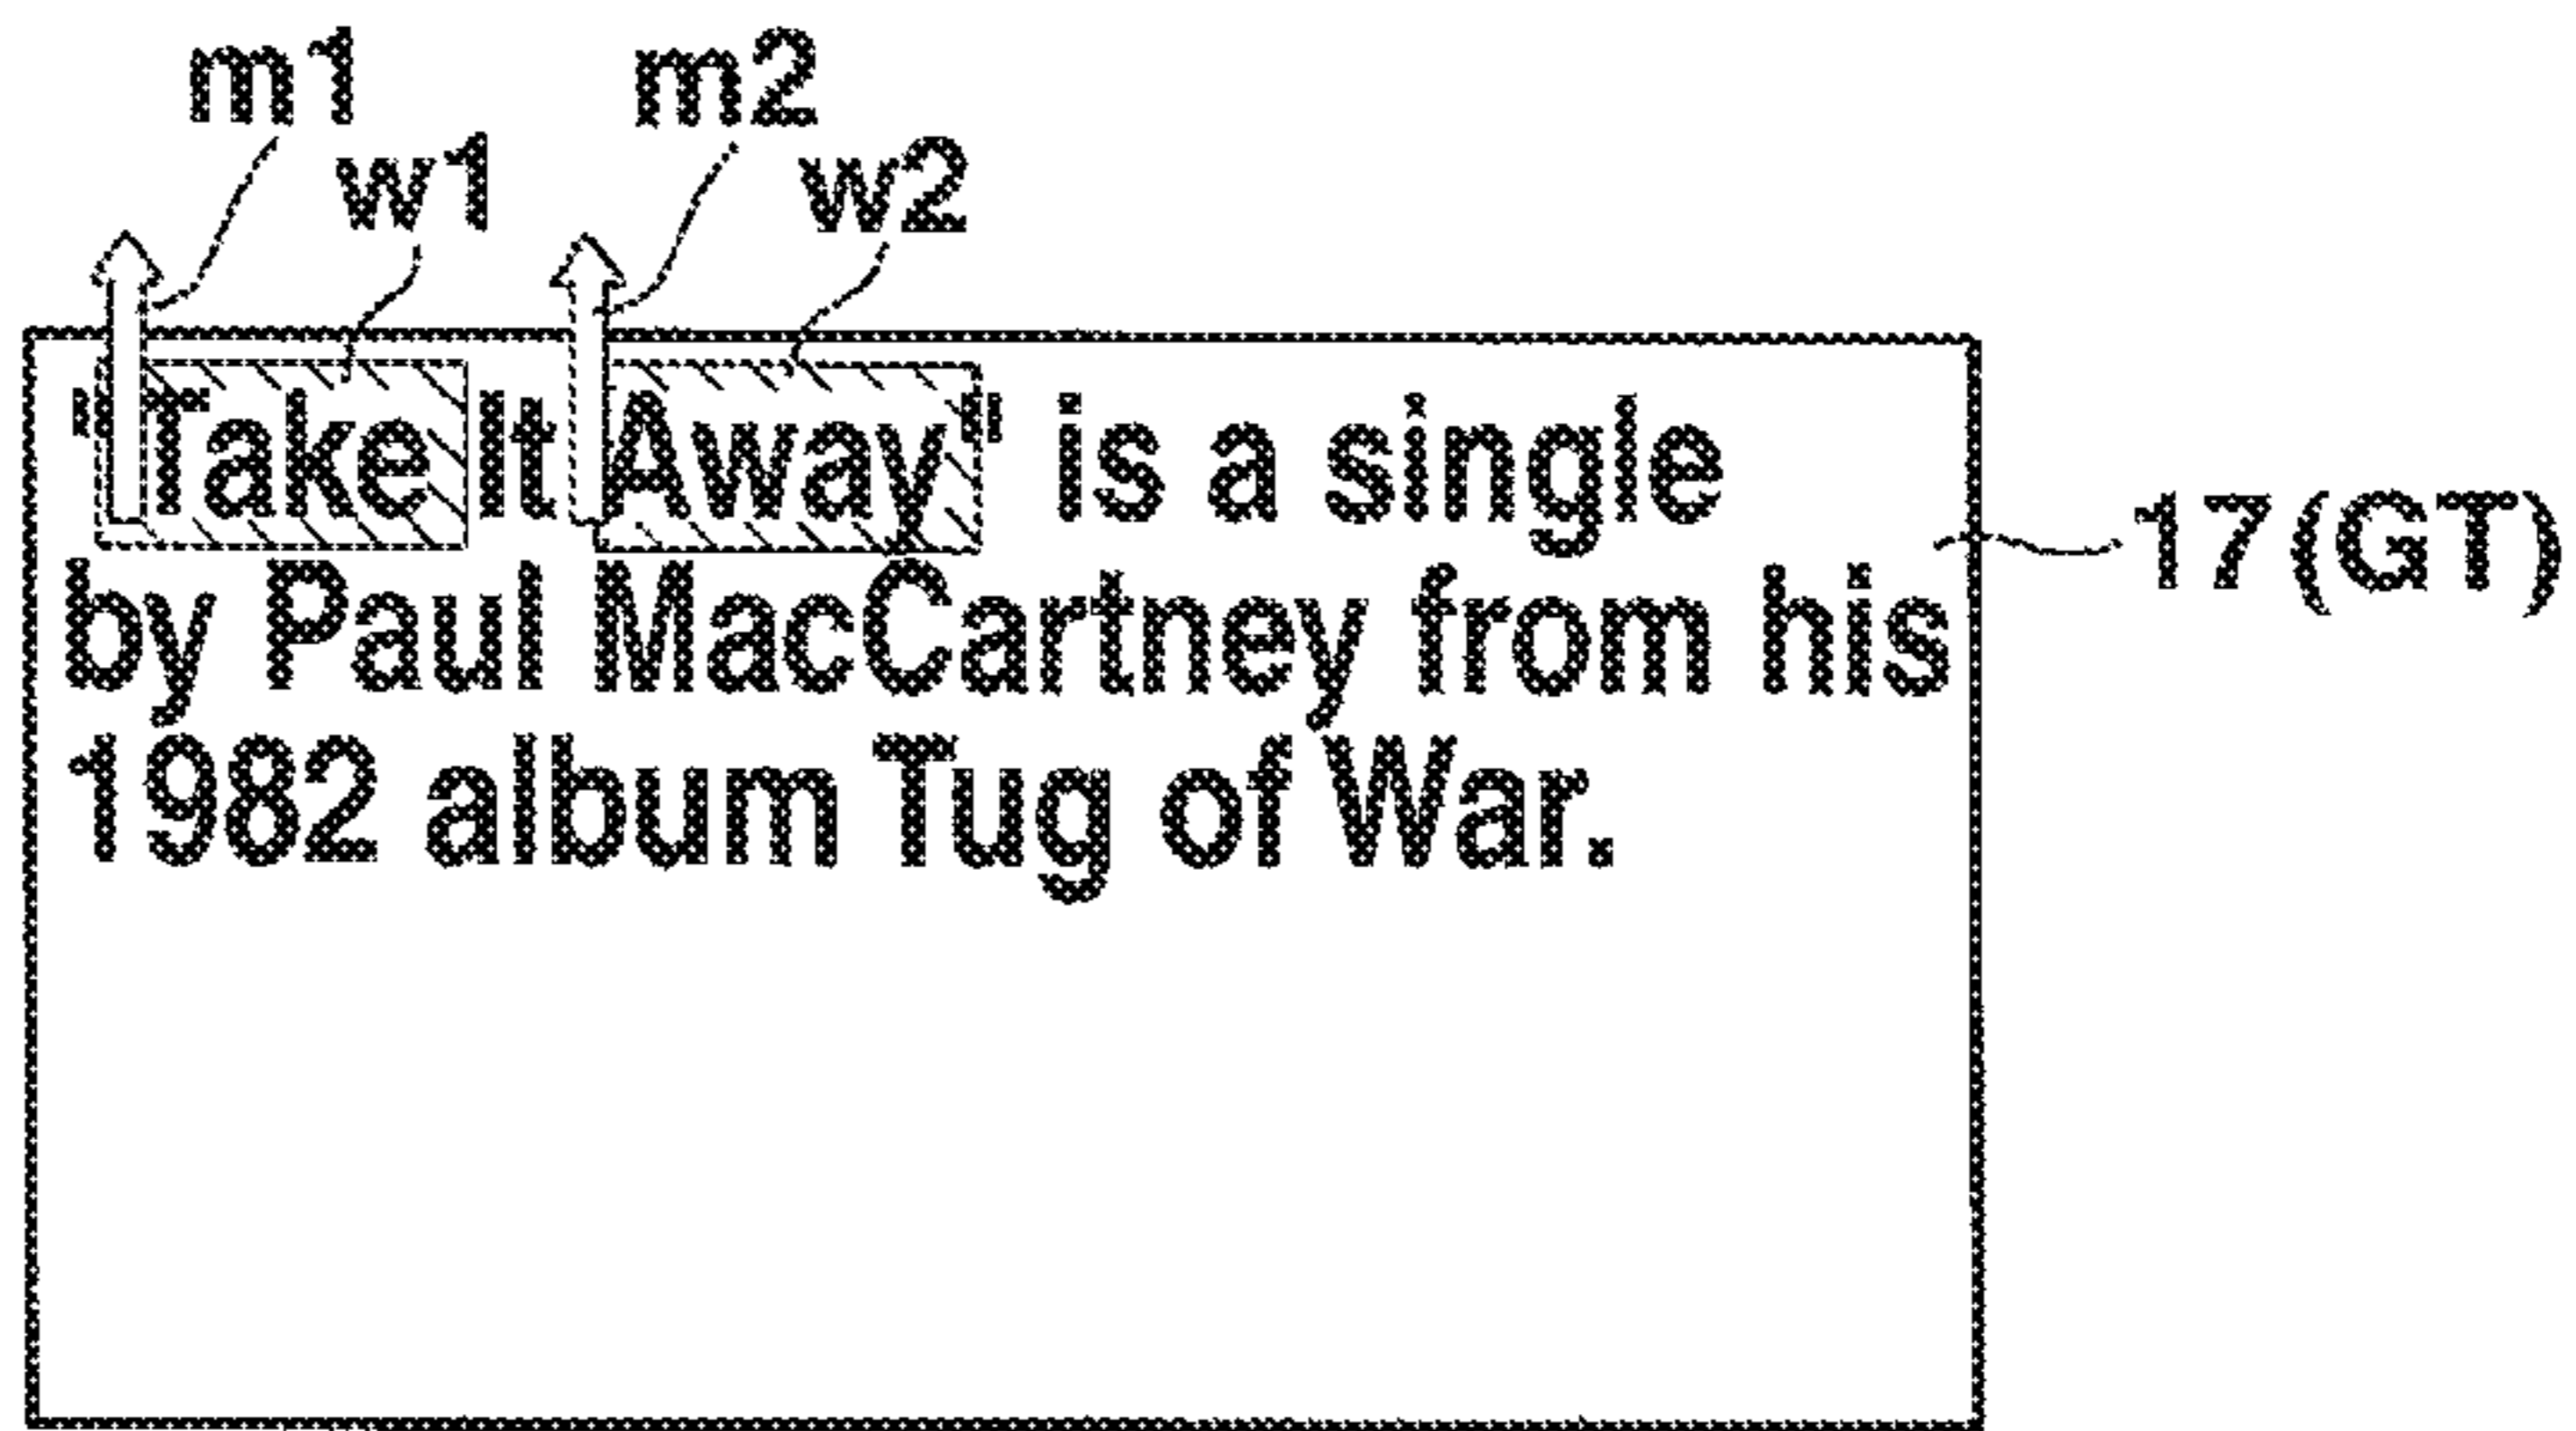 m1 m2
w1 w2
"Take It Away" is a single
by Paul MacCartney from his
1982 album Tug of War.
17(GT)